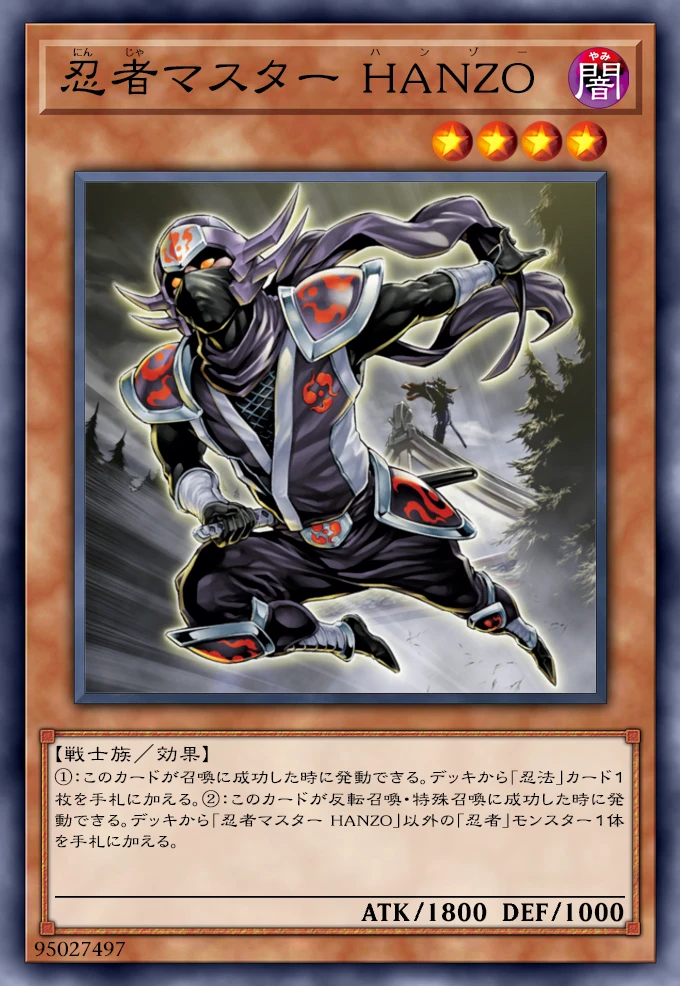 にん じゃ ハンゾー
忍者マスター HANZO
やみ
闇
【戦士族／効果】
①:このカードが召喚に成功した時に発動できる。デッキから「忍法」カード１
枚を手札に加える。②:このカードが反転召喚・特殊召喚に成功した時に発
動できる。デッキから「忍者マスター HANZO」以外の「忍者」モンスター１体
を手札に加える。
ATK/1800 DEF/1000
95027497